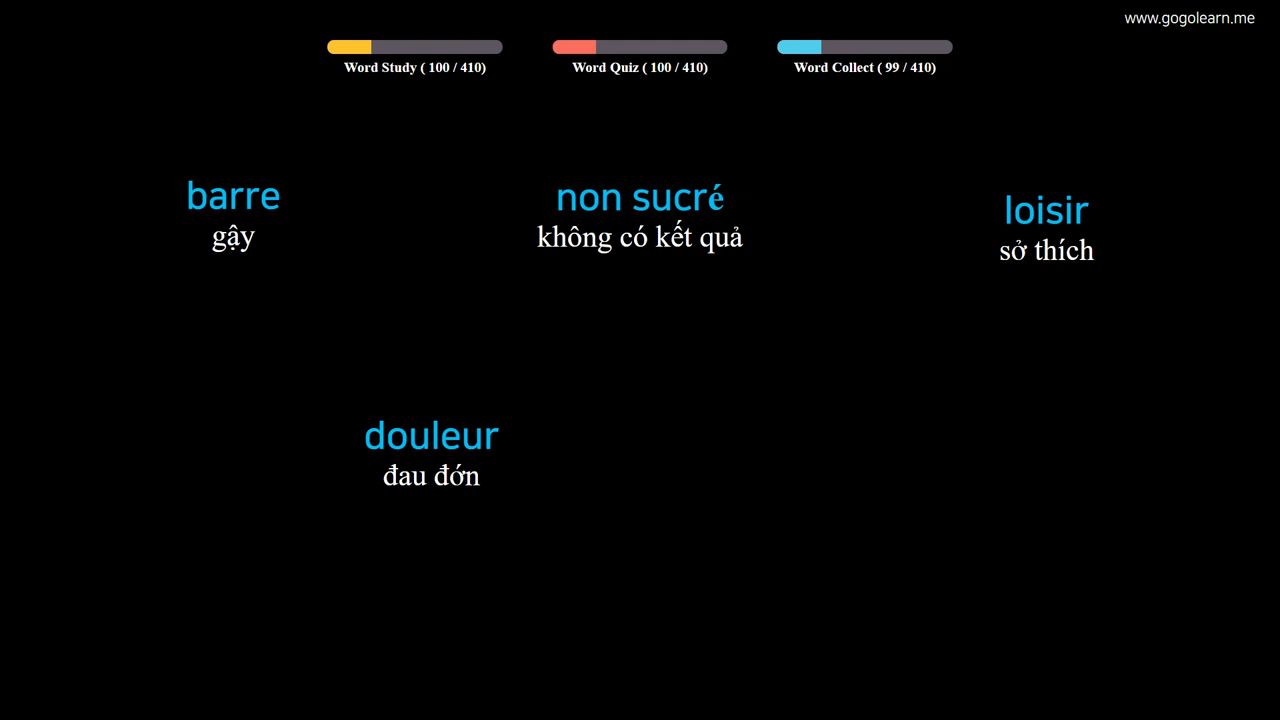 www.gogolearn.me
Word Study ( 100 / 410)
Word Quiz ( 100 / 410)
Word Collect ( 99 / 410)
barre
gậy
non sucré
không có kết quả
loisir
sở thích
douleur
đau đớn